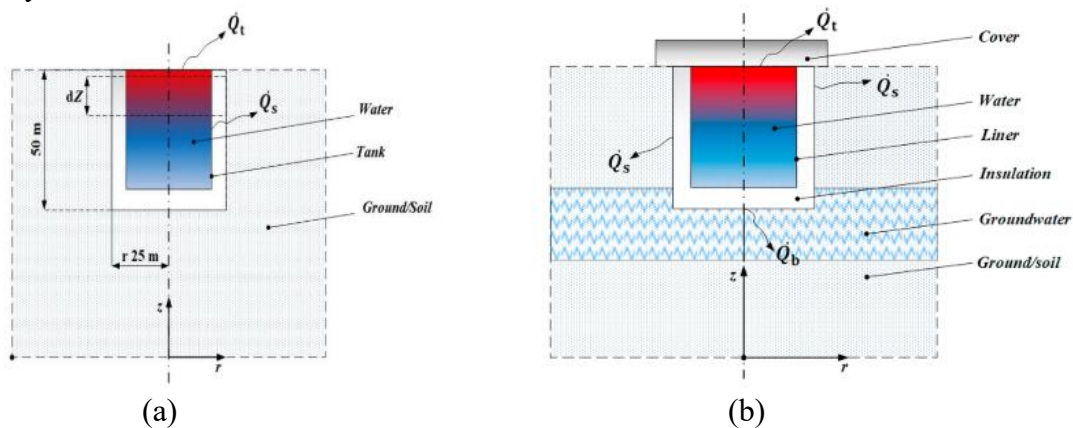 Q̇t
dZ
Q̇s
50 m
Water
Tank
Ground/Soil
r 25 m
z
r
(a)
Q̇t
Cover
Q̇s
Water
Liner
Q̇s
Insulation
Groundwater
Q̇b
Ground/soil
z
r
(b)